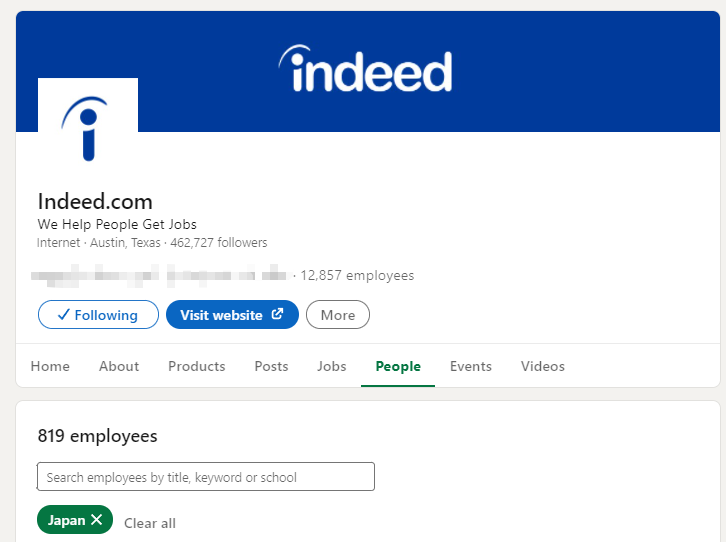 indeed
Indeed.com
We Help People Get Jobs
Internet · Austin, Texas · 462,727 followers
· 12,857 employees
Following
Visit website
More
Home
About
Products
Posts
Jobs
People
Events
Videos
819 employees
Search employees by title, keyword or school
Japan
Clear all